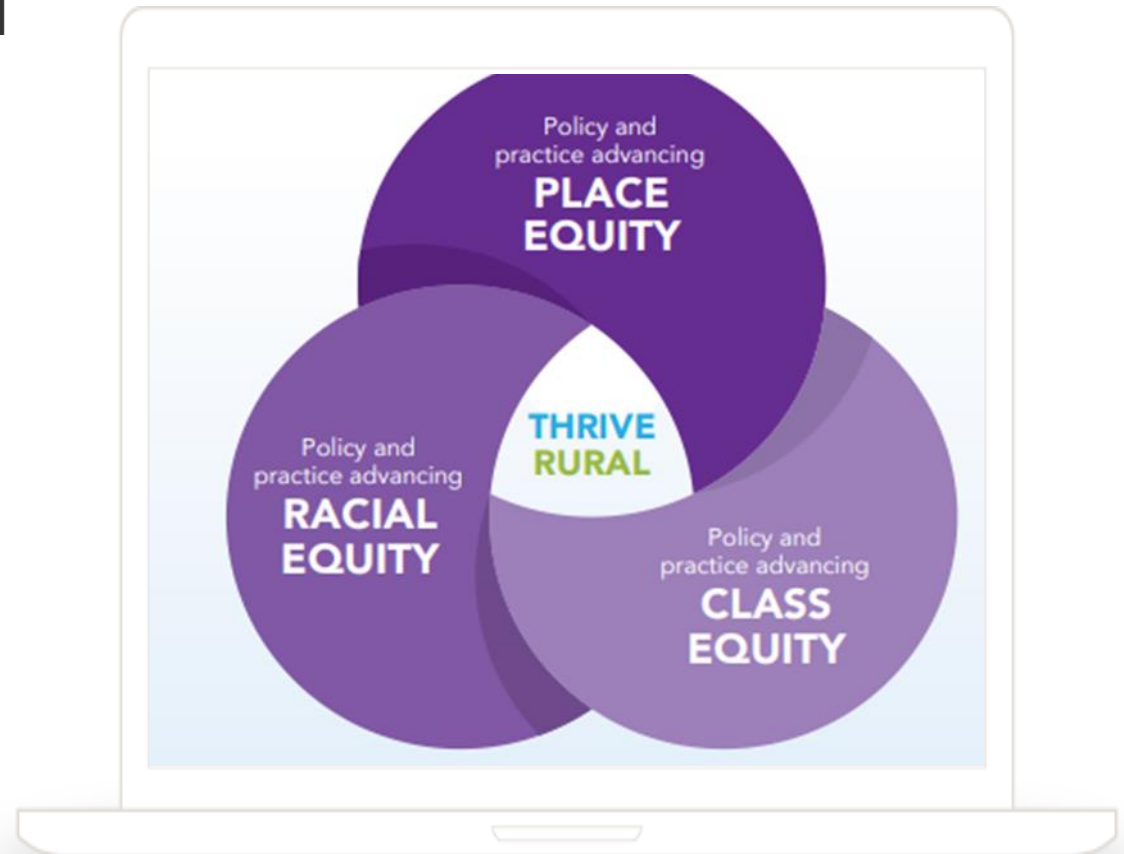 Policy and
practice advancing
PLACE
EQUITY
THRIVE
RURAL
Policy and
practice advancing
RACIAL
EQUITY
Policy and
practice advancing
CLASS
EQUITY